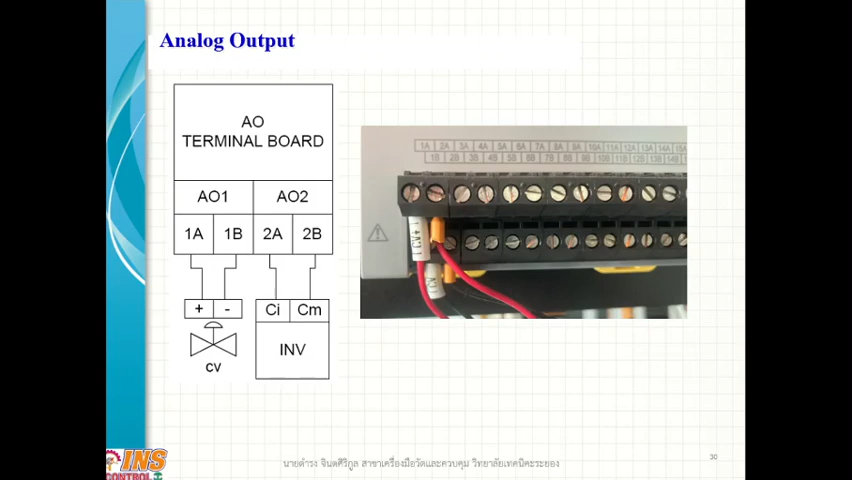 Analog Output
AO
TERMINAL BOARD
AO1 AO2
1A 1B 2A 2B
+ - Ci Cm
cv
INV
1A 2A 3A 4A 5A 6A 7A 8A 9A 10A 11A 12A 13A 14A 15A
1B 2B 3B 4B 5B 6B 7B 8B 9B 10B 11B 12B 13B 14B
INS
CONTROL
นายดำรง จินตศิริกูล สาขาเครื่องมือวัดและควบคุม วิทยาลัยเทคนิคระยอง
30